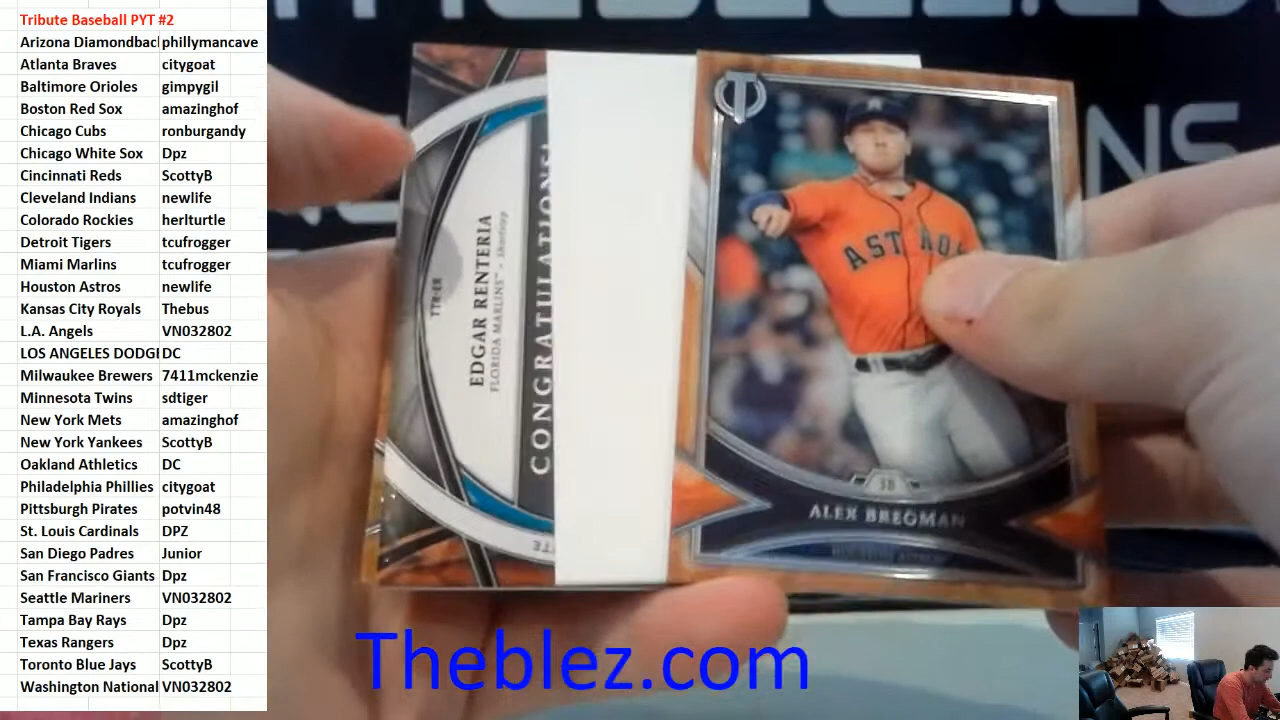 Tribute Baseball PYT #2
Arizona Diamondbac phillymancave
Atlanta Braves citygoat
Baltimore Orioles gimpygil
Boston Red Sox amazinghof
Chicago Cubs ronburgandy
Chicago White Sox Dpz
Cincinnati Reds ScottyB
Cleveland Indians newlife
Colorado Rockies herlturtle
Detroit Tigers tcufrogger
Miami Marlins tcufrogger
Houston Astros newlife
Kansas City Royals Thebus
L.A. Angels VN032802
LOS ANGELES DODGE DC
Milwaukee Brewers 7411mckenzie
Minnesota Twins sdtiger
New York Mets amazinghof
New York Yankees ScottyB
Oakland Athletics DC
Philadelphia Phillies citygoat
Pittsburgh Pirates potvin48
St. Louis Cardinals DPZ
San Diego Padres Junior
San Francisco Giants Dpz
Seattle Mariners VN032802
Tampa Bay Rays Dpz
Texas Rangers Dpz
Toronto Blue Jays ScottyB
Washington National VN032802
TTR-ER
EDGAR RENTERIA
FLORIDA MARLINS™ - Shortstop
CONGRATULATIONS!
T
ASTROS
3B
ALEX BREGMAN
Theblez.com